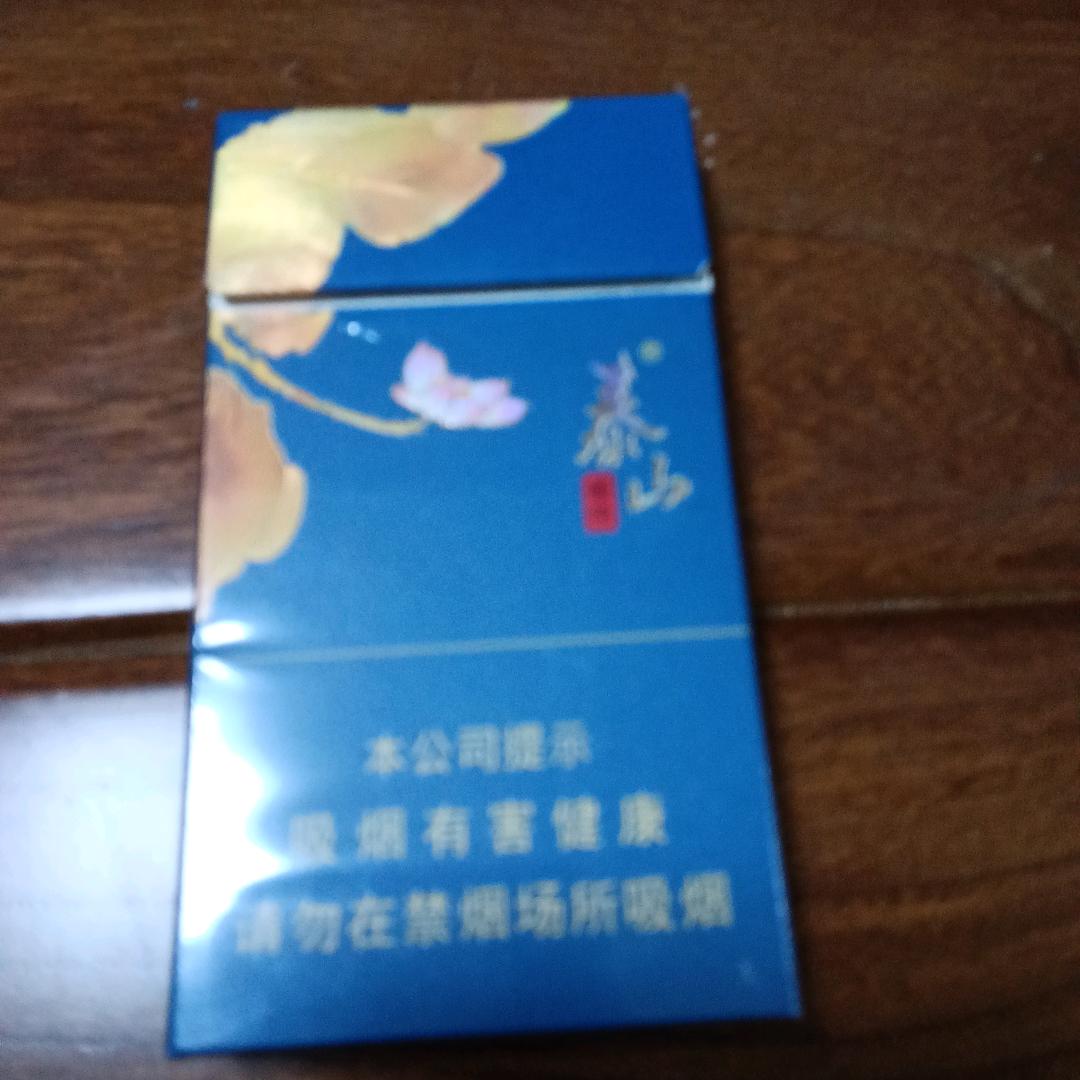 泰山
本公司提示
吸烟有害健康
请勿在禁烟场所吸烟